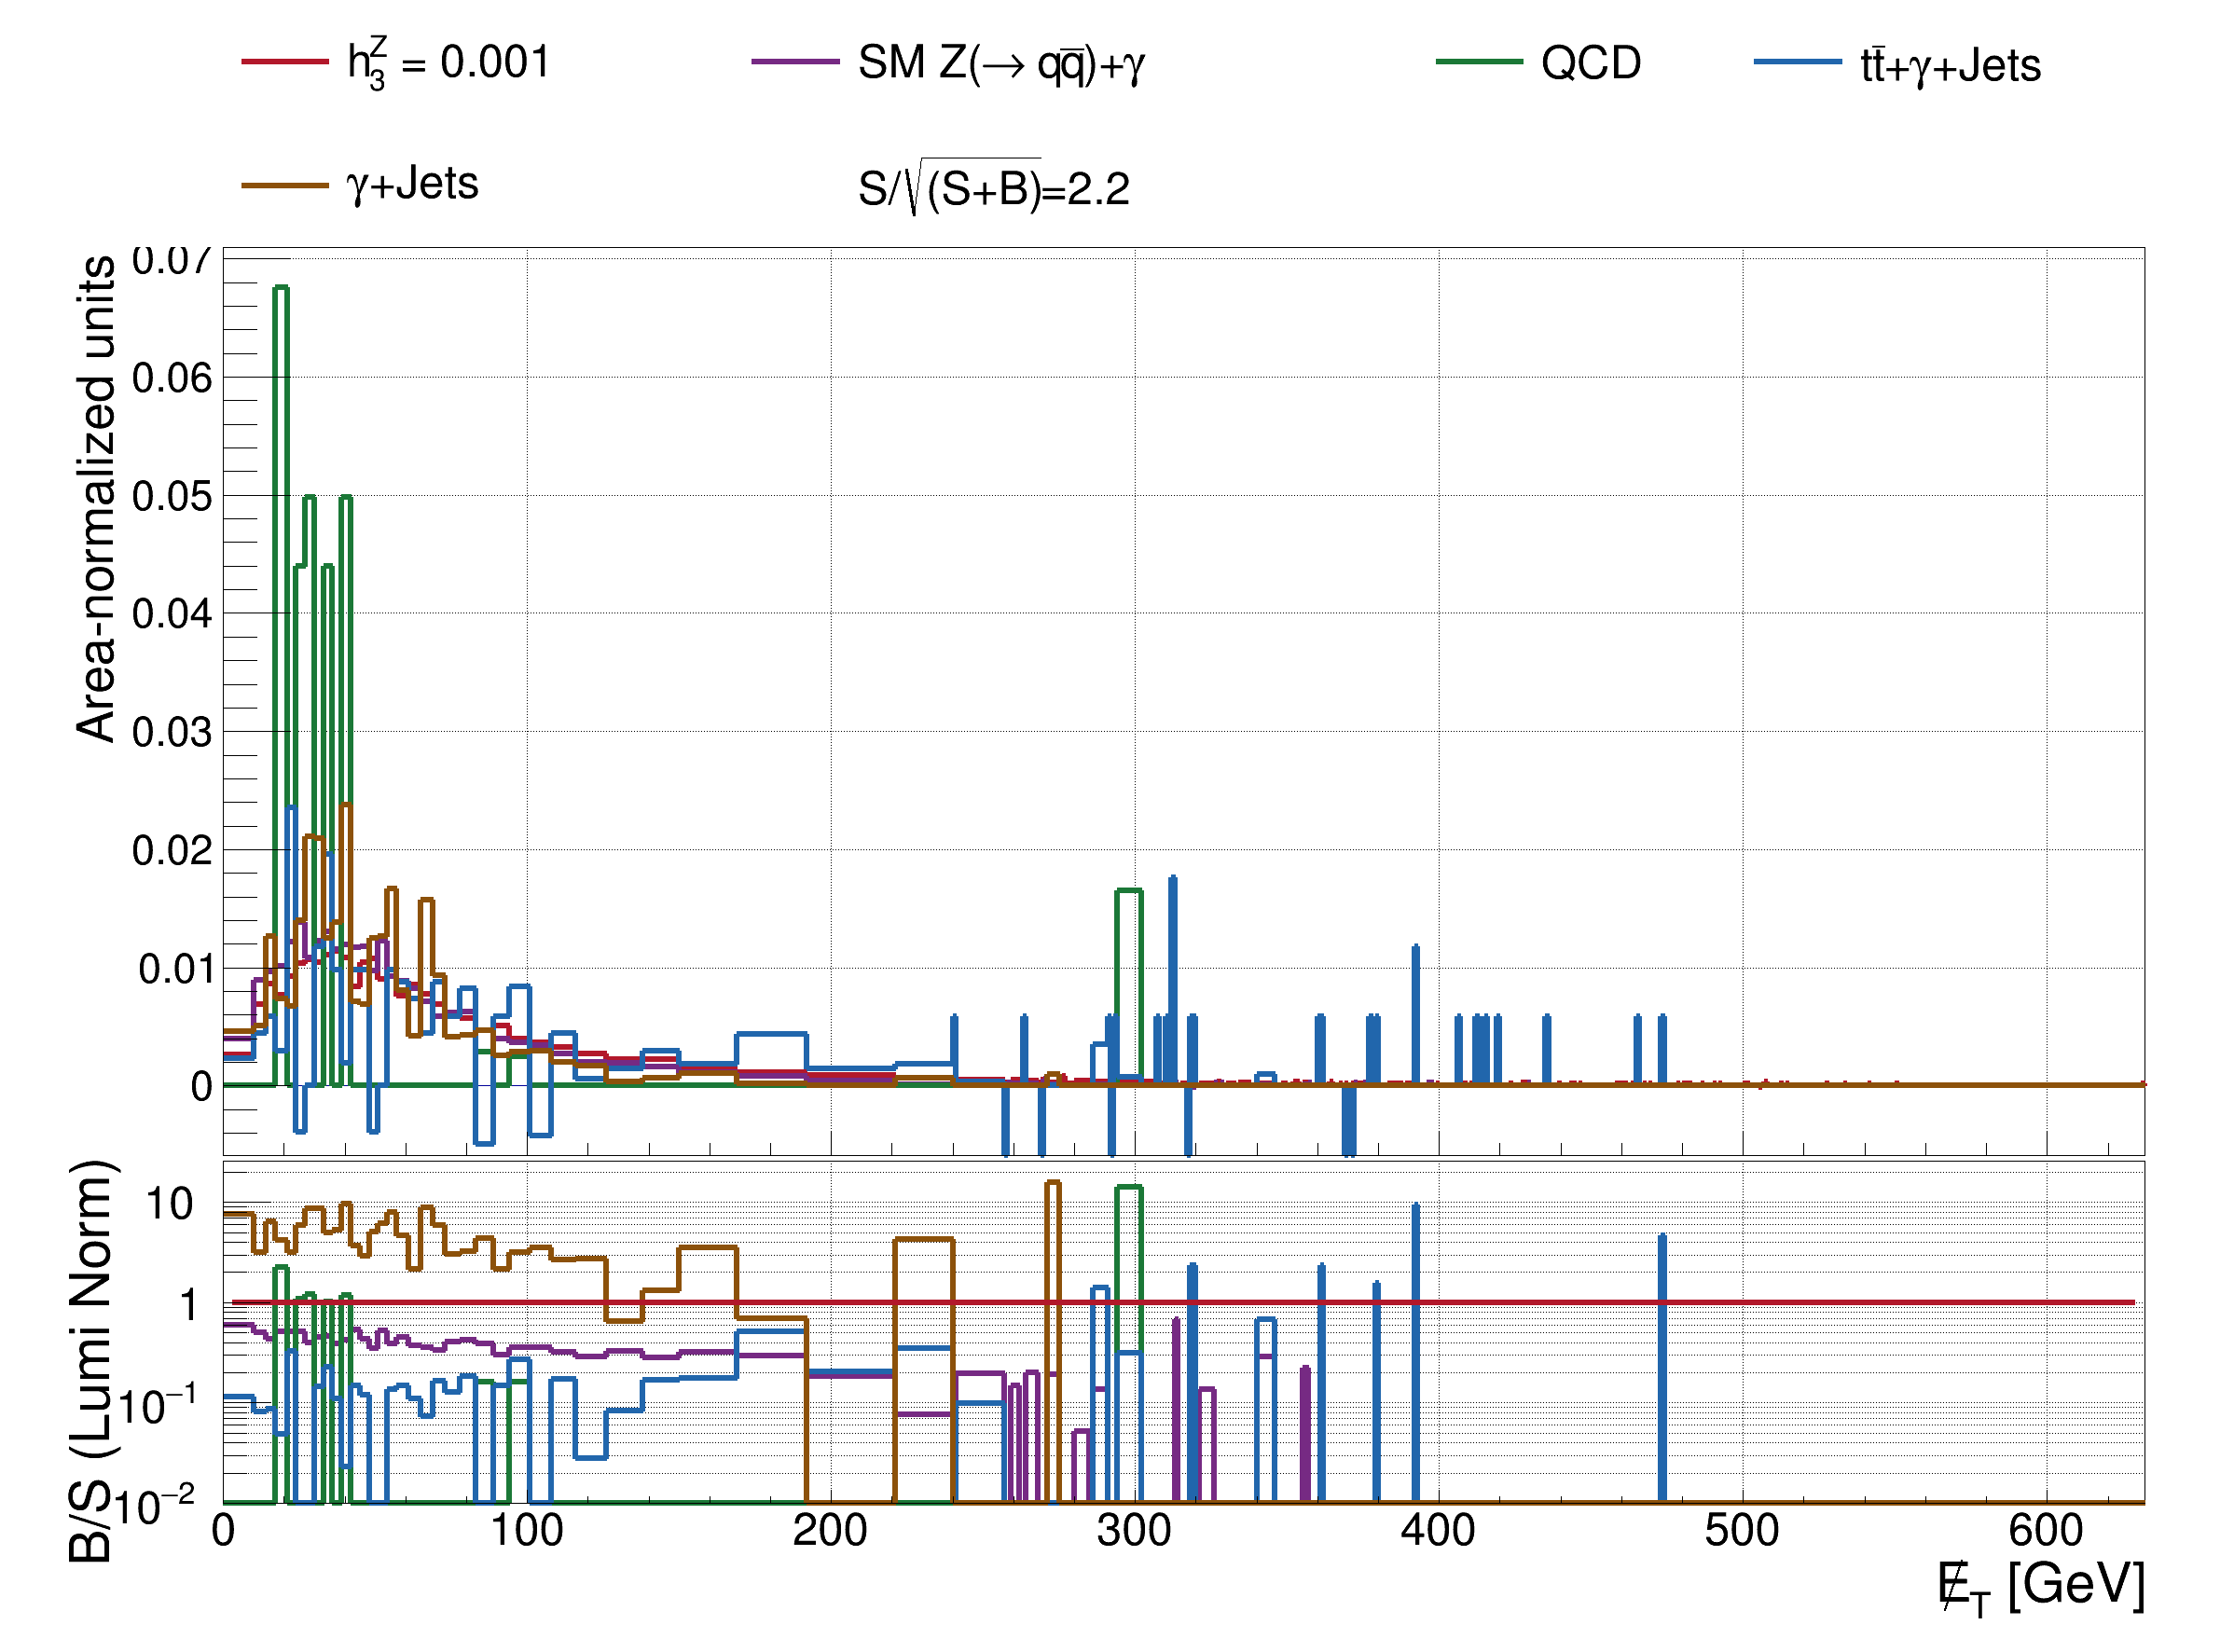 h₃ᶻ = 0.001 SM Z(→ qq̅)+γ QCD tt̅+γ+Jets
γ+Jets S/√(S+B)=2.2
Area-normalized units
0.07
0.06
0.05
0.04
0.03
0.02
0.01
0
B/S (Lumi Norm)
10
1
10⁻¹
10⁻²
0 100 200 300 400 500 600
E̸_T [GeV]